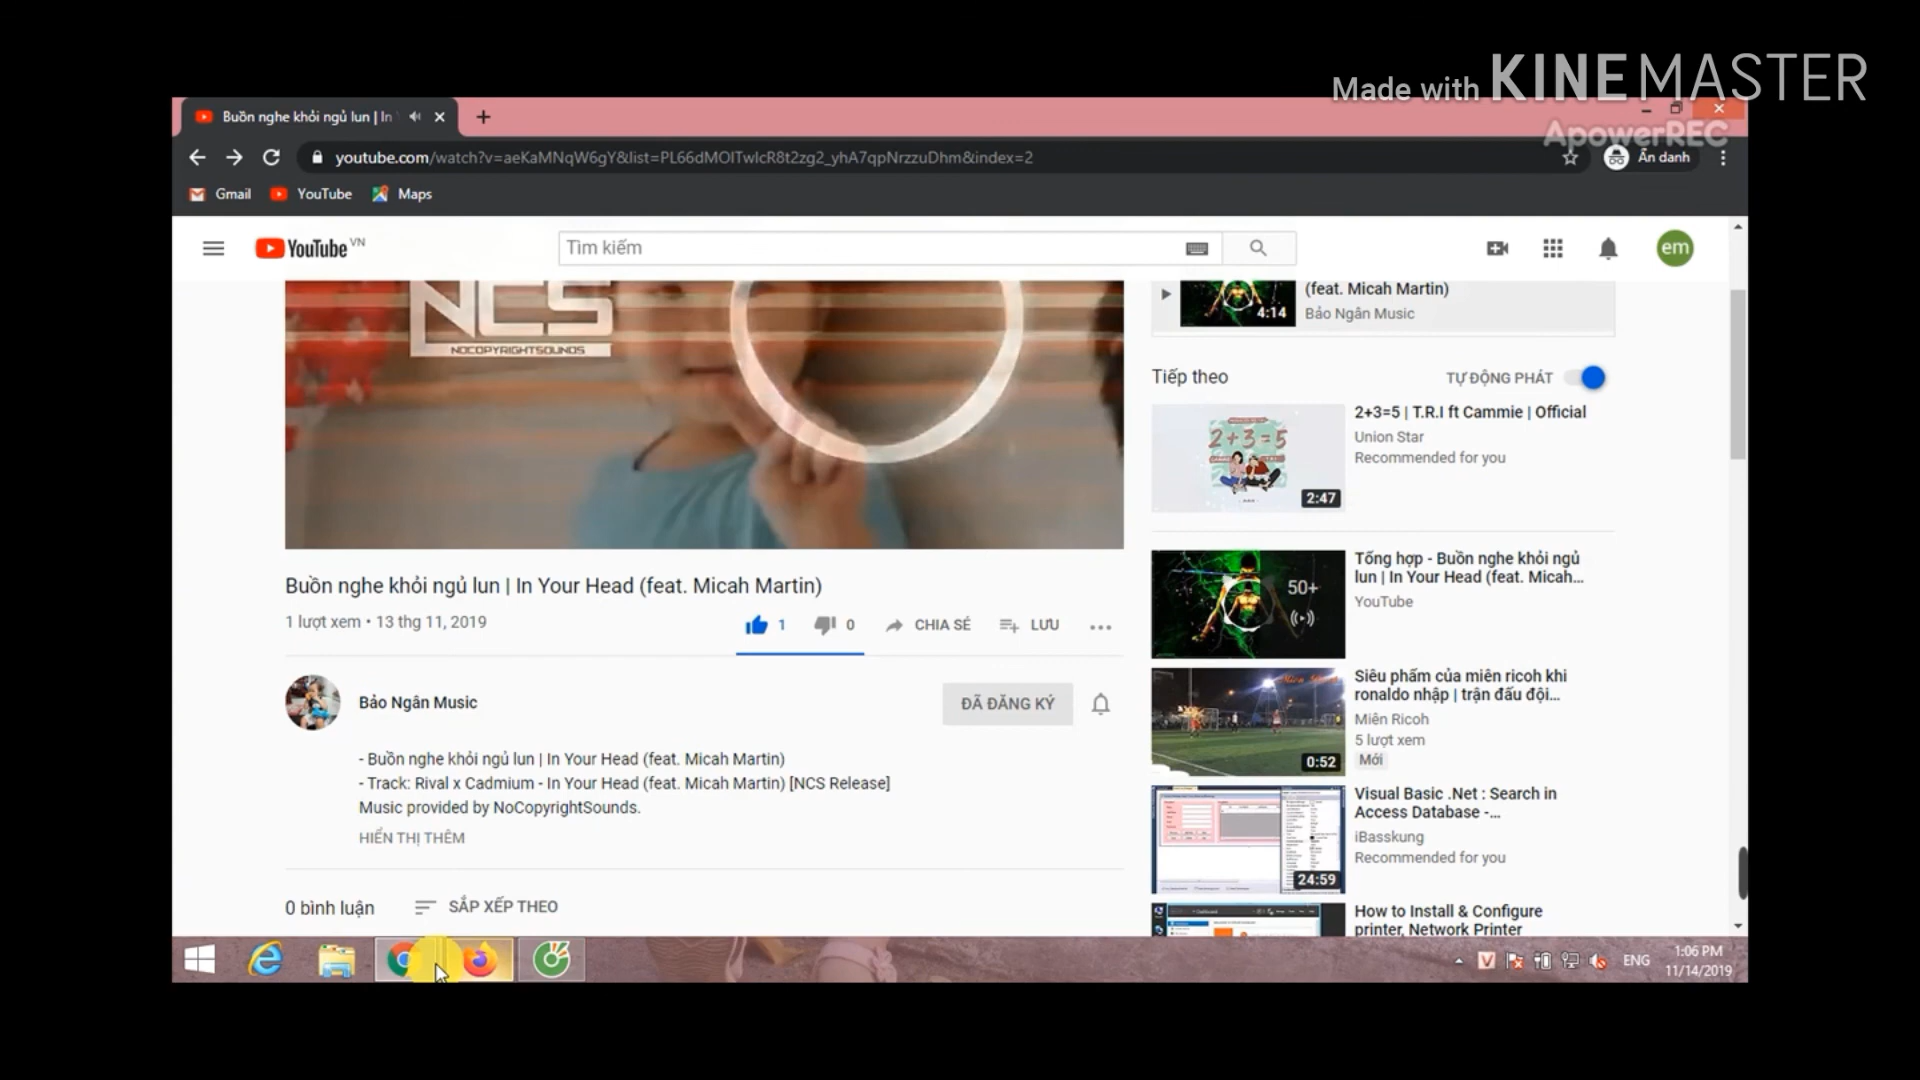 Made with KINEMASTER
ApowerREC
Buồn nghe khỏi ngủ lun | In
youtube.com/watch?v=aeKaMNqW6gY&list=PL66dMOITwIcR8t2zg2_yhA7qpNrzzuDhm&index=2
Ẩn danh
Gmail YouTube Maps
YouTube VN
Tìm kiếm
em
NCS
NOCOPYRIGHTSOUNDS
Buồn nghe khỏi ngủ lun | In Your Head (feat. Micah Martin)
1 lượt xem • 13 thg 11, 2019
1 0 CHIA SẺ LƯU
Bảo Ngân Music
ĐÃ ĐĂNG KÝ
- Buồn nghe khỏi ngủ lun | In Your Head (feat. Micah Martin)
- Track: Rival x Cadmium - In Your Head (feat. Micah Martin) [NCS Release]
Music provided by NoCopyrightSounds.
HIỂN THỊ THÊM
0 bình luận SẮP XẾP THEO
(feat. Micah Martin)
4:14
Bảo Ngân Music
Tiếp theo TỰ ĐỘNG PHÁT
2+3=5
2:47
2+3=5 | T.R.I ft Cammie | Official
Union Star
Recommended for you
50+
Tổng hợp - Buồn nghe khỏi ngủ
lun | In Your Head (feat. Micah...
YouTube
0:52
Siêu phẩm của miên ricoh khi
ronaldo nhập | trận đấu đội...
Miên Ricoh
5 lượt xem
Mới
24:59
Visual Basic .Net : Search in
Access Database -...
iBasskung
Recommended for you
How to Install & Configure
printer, Network Printer
ENG
1:06 PM
11/14/2019